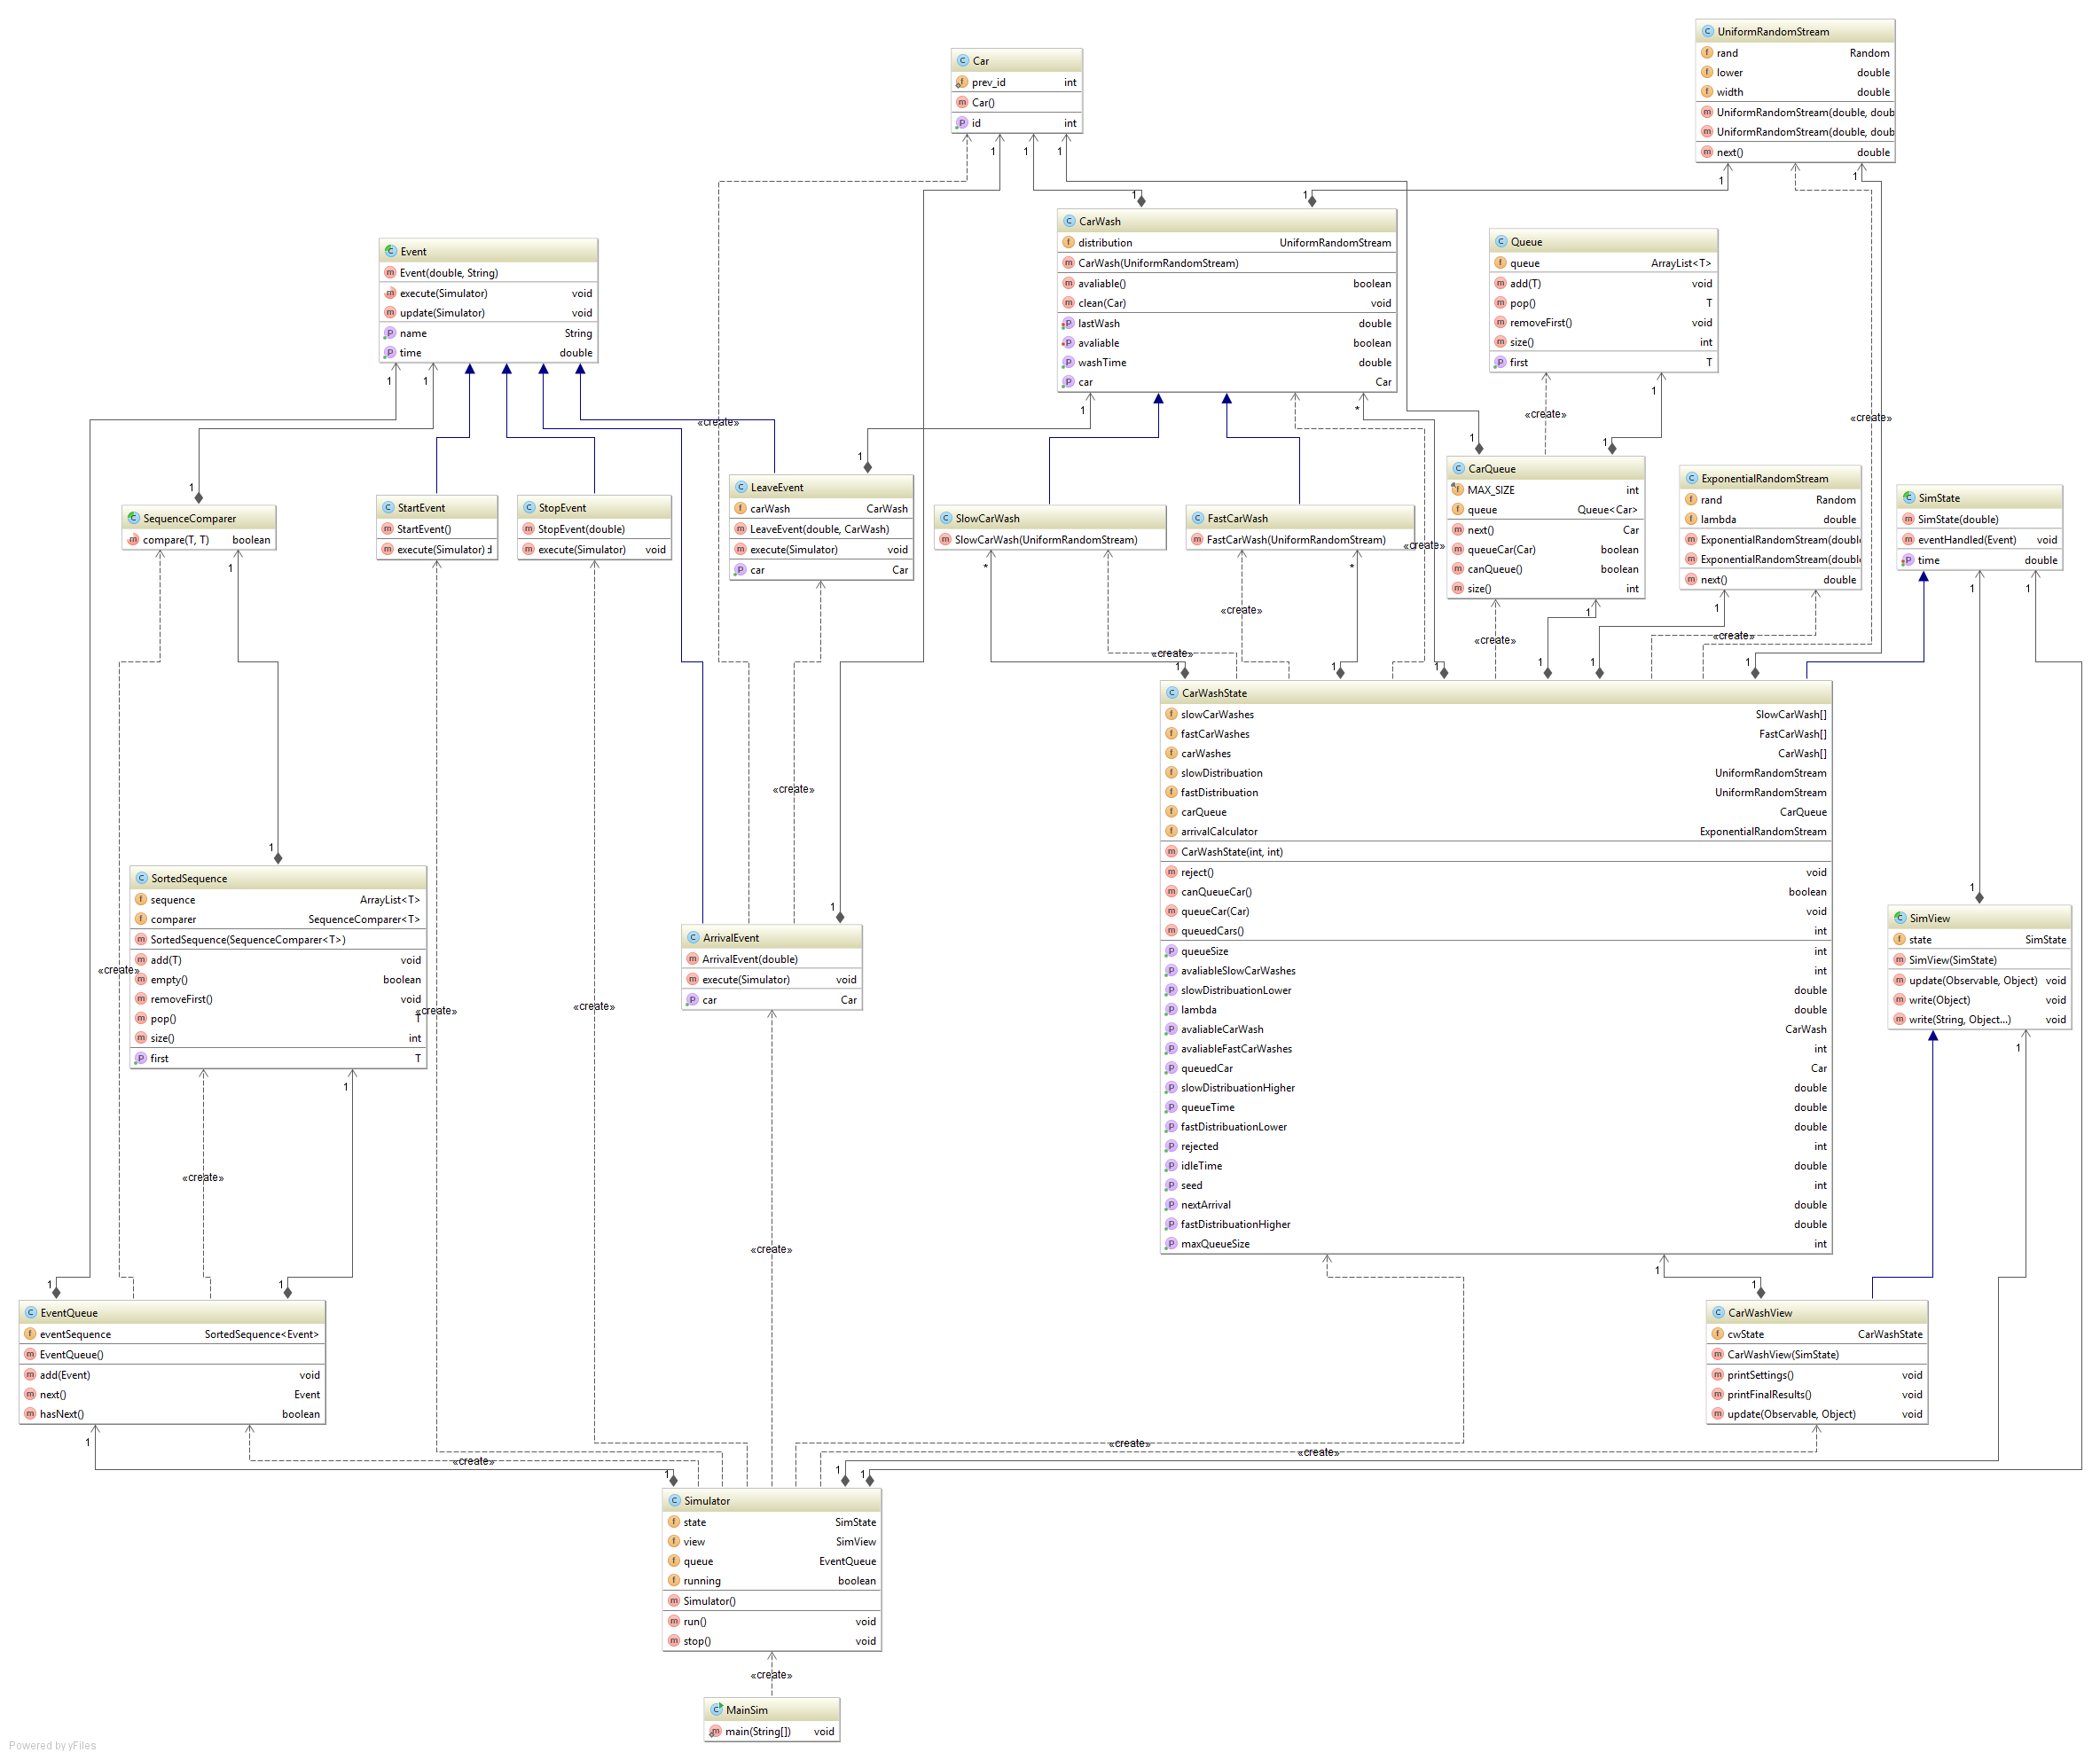 UniformRandomStream
rand Random
lower double
width double
UniformRandomStream(double, doub
UniformRandomStream(double, doub
next() double
Car
prev_id int
Car()
id int
1 1 1
1 1
1 1
CarWash
distribution UniformRandomStream
CarWash(UniformRandomStream)
avaliable() boolean
clean(Car) void
lastWash double
avaliable boolean
washTime double
car Car
Queue
queue ArrayList<T>
add(T) void
pop() T
removeFirst() void
size() int
first T
Event
Event(double, String)
execute(Simulator) void
update(Simulator) void
name String
time double
1 1
1 *
1
«create»
«create»
«create»
1 1 1
CarQueue
MAX_SIZE int
queue Queue<Car>
next() Car
queueCar(Car) boolean
canQueue() boolean
size() int
ExponentialRandomStream
rand Random
lambda double
ExponentialRandomStream(doubl
ExponentialRandomStream(doubl
next() double
SimState
SimState(double)
eventHandled(Event) void
time double
1
SequenceComparer
compare(T, T) boolean
StartEvent
StartEvent()
execute(Simulator) :d
StopEvent
StopEvent(double)
execute(Simulator) void
LeaveEvent
carWash CarWash
LeaveEvent(double, CarWash)
execute(Simulator) void
car Car
SlowCarWash
SlowCarWash(UniformRandomStream)
FastCarWash
FastCarWash(UniformRandomStream)
«create»
1
* *
1 1
1 1
«create»
«create»
«create»
«create»
1 1 1 1 1 1
CarWashState
slowCarWashes SlowCarWash[]
fastCarWashes FastCarWash[]
carWashes CarWash[]
slowDistribuation UniformRandomStream
fastDistribuation UniformRandomStream
carQueue CarQueue
arrivalCalculator ExponentialRandomStream
CarWashState(int, int)
reject() void
canQueueCar() boolean
queueCar(Car) void
queuedCars() int
queueSize int
avaliableSlowCarWashes int
slowDistribuationLower double
lambda double
avaliableCarWash CarWash
avaliableFastCarWashes int
queuedCar Car
slowDistribuationHigher double
queueTime double
fastDistribuationLower double
rejected int
idleTime double
seed int
nextArrival double
fastDistribuationHigher double
maxQueueSize int
«create»
1
SortedSequence
sequence ArrayList<T>
comparer SequenceComparer<T>
SortedSequence(SequenceComparer<T>)
add(T) void
empty() boolean
removeFirst() void
pop() T
size() int
first T
1
«create»
«create»
«create»
1
ArrivalEvent
ArrivalEvent(double)
execute(Simulator) void
car Car
1
SimView
state SimState
SimView(SimState)
update(Observable, Object) void
write(Object) void
write(String, Object...) void
1
«create»
«create»
1 1
EventQueue
eventSequence SortedSequence<Event>
EventQueue()
add(Event) void
next() Event
hasNext() boolean
1
1
1
CarWashView
cwState CarWashState
CarWashView(SimState)
printSettings() void
printFinalResults() void
update(Observable, Object) void
«create»
«create»
«create»
1 1 1
Simulator
state SimState
view SimView
queue EventQueue
running boolean
Simulator()
run() void
stop() void
«create»
MainSim
main(String[]) void
Powered by yFiles